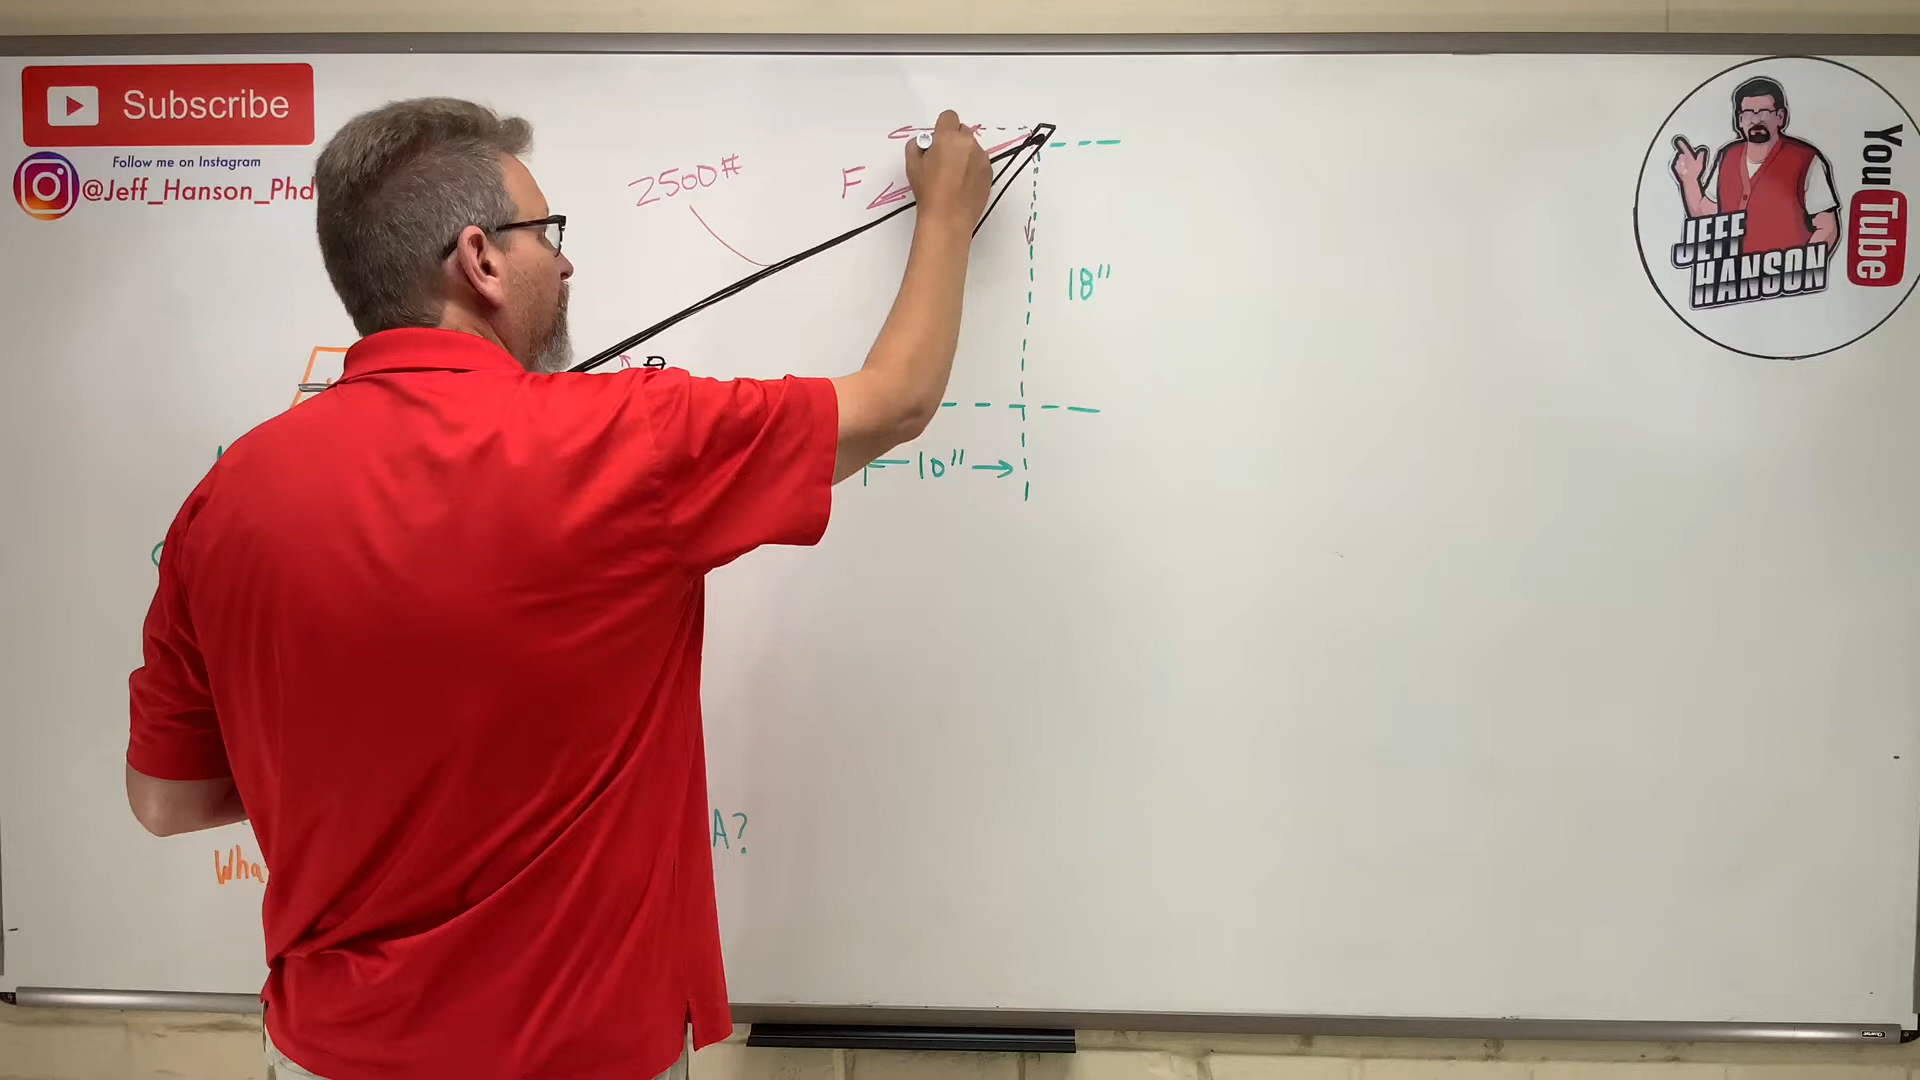 Subscribe
Follow me on Instagram
@Jeff_Hanson_Phd
2500#
F
θ
18"
10"
A?
Wha
JEFF
HANSON
YouTube